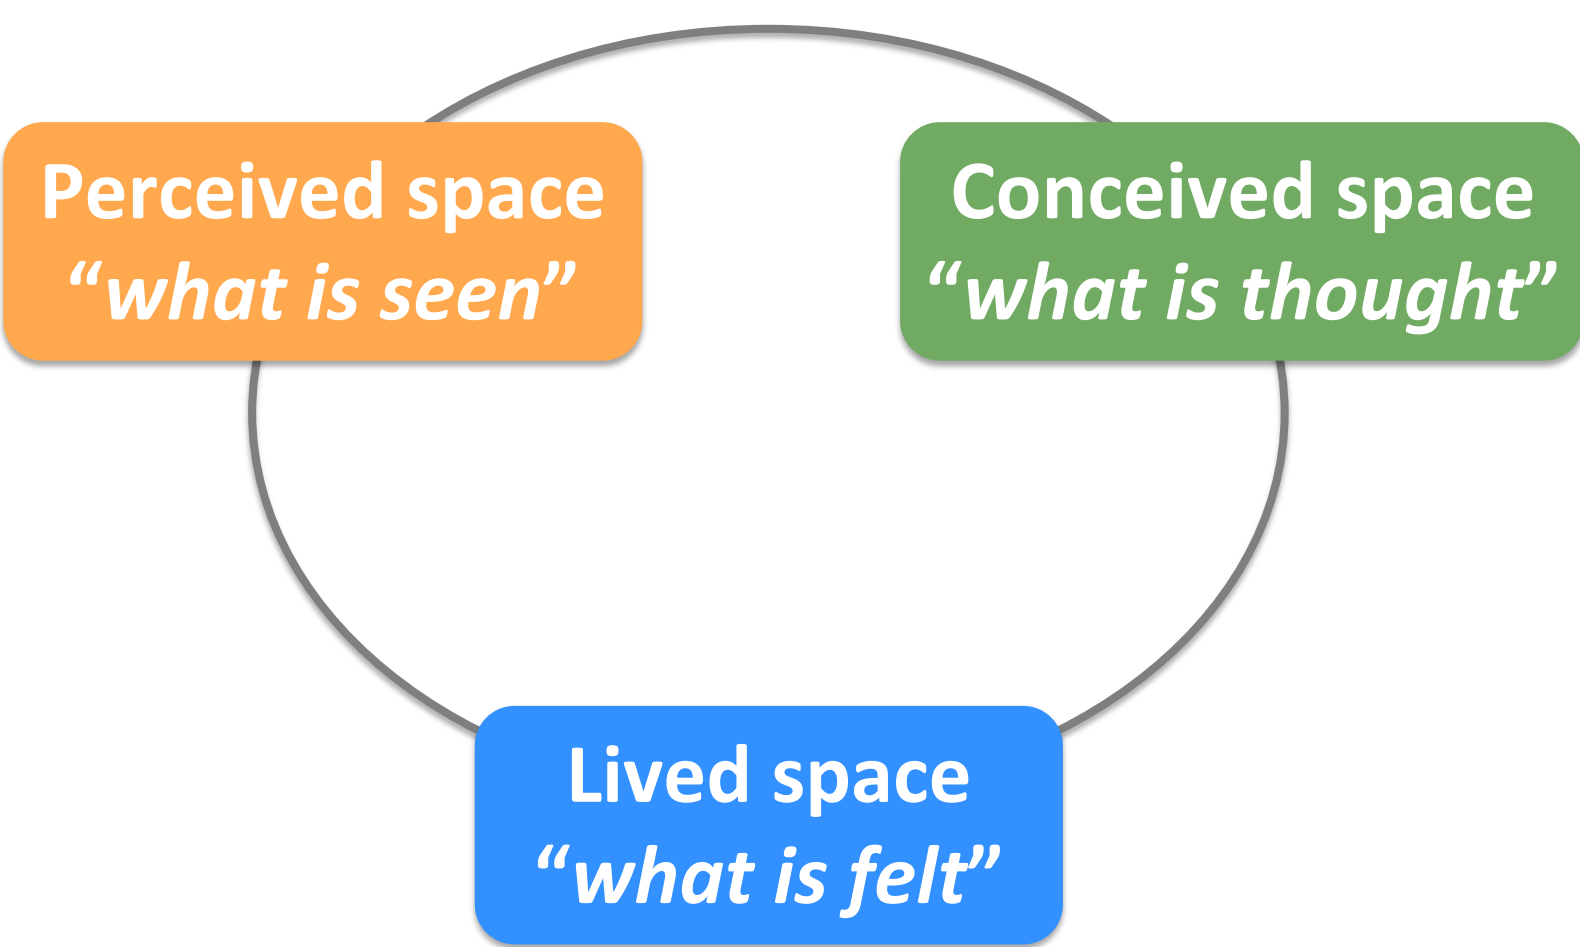 Perceived space
“what is seen”
Conceived space
“what is thought”
Lived space
“what is felt”